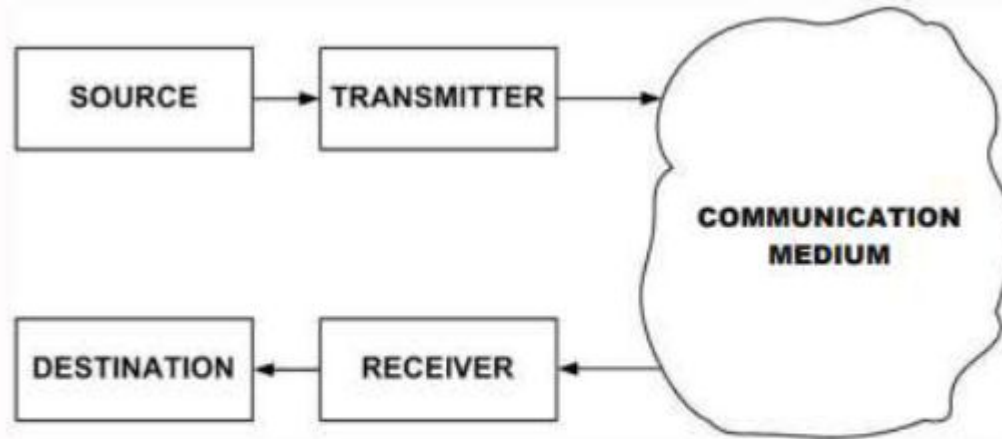 SOURCE
TRANSMITTER
COMMUNICATION
MEDIUM
DESTINATION
RECEIVER